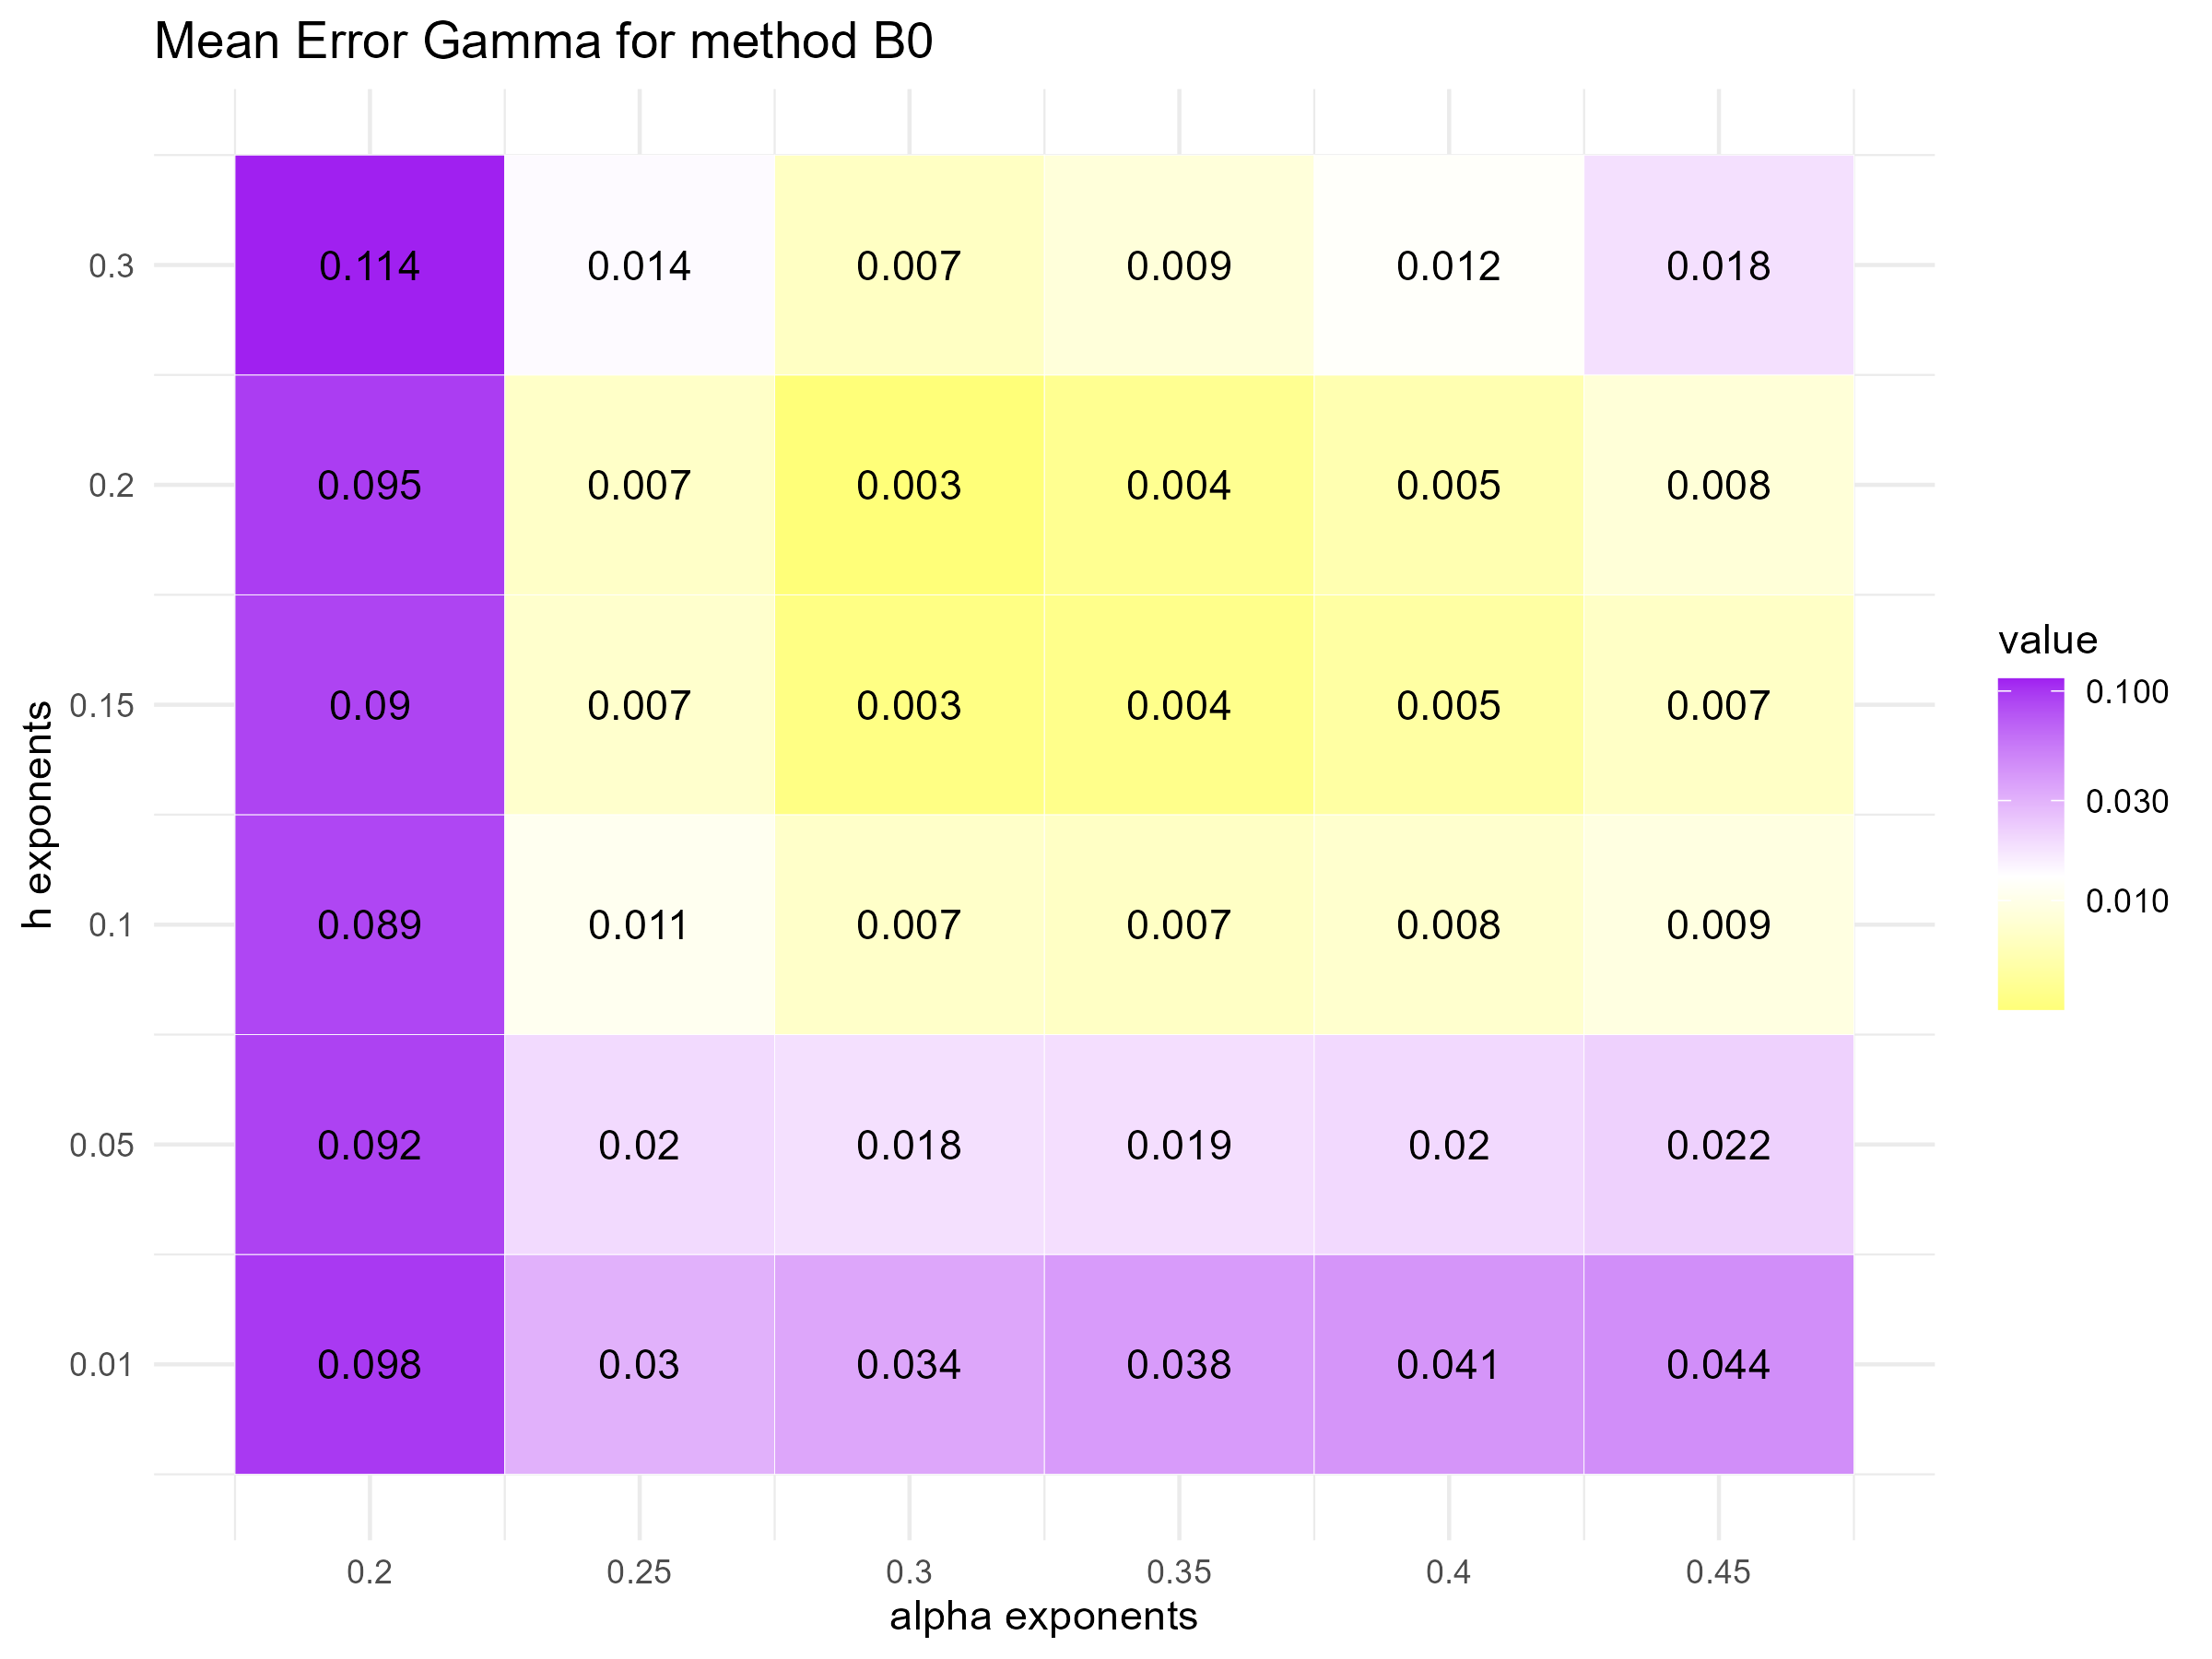 Mean Error Gamma for method B0
0.3 0.114 0.014 0.007 0.009 0.012 0.018
0.2 0.095 0.007 0.003 0.004 0.005 0.008
0.15 0.09 0.007 0.003 0.004 0.005 0.007
0.1 0.089 0.011 0.007 0.007 0.008 0.009
0.05 0.092 0.02 0.018 0.019 0.02 0.022
0.01 0.098 0.03 0.034 0.038 0.041 0.044
h exponents
0.2 0.25 0.3 0.35 0.4 0.45
alpha exponents
value
0.100
0.030
0.010